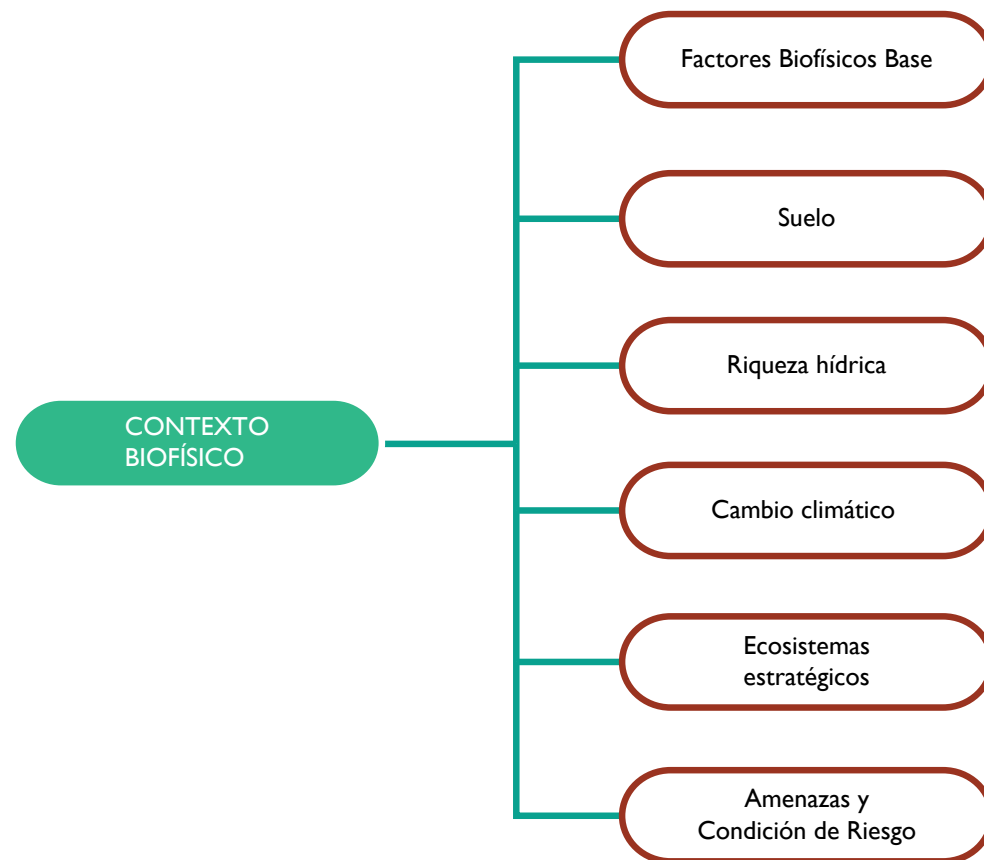 Factores Biofísicos Base
Suelo
Riqueza hídrica
CONTEXTO
BIOFÍSICO
Cambio climático
Ecosistemas
estratégicos
Amenazas y
Condición de Riesgo